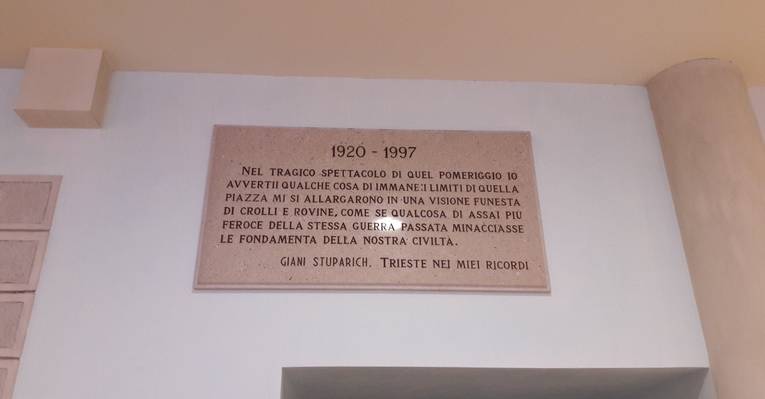 1920 - 1997
NEL TRAGICO SPETTACOLO DI QUEL POMERIGGIO IO
AVVERTII QUALCHE COSA DI IMMANE: I LIMITI DI QUELLA
PIAZZA MI SI ALLARGARONO IN UNA VISIONE FUNESTA
DI CROLLI E ROVINE, COME SE QUALCOSA DI ASSAI PIU
FEROCE DELLA STESSA GUERRA PASSATA MINACCIASSE
LE FONDAMENTA DELLA NOSTRA CIVILTA.
GIANI STUPARICH, TRIESTE NEI MIEI RICORDI